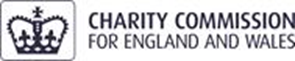 CHARITY COMMISSION
FOR ENGLAND AND WALES